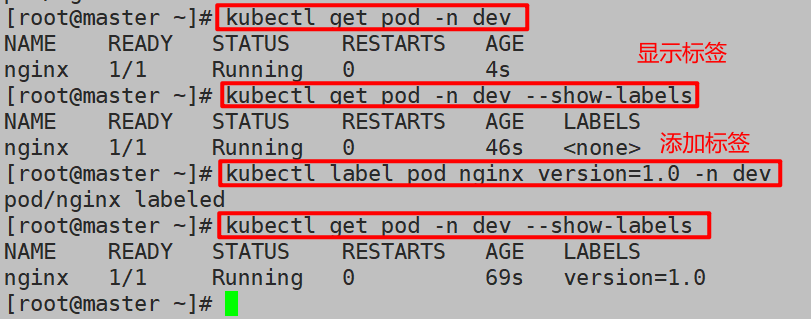 [root@master ~]# kubectl get pod -n dev
NAME READY STATUS RESTARTS AGE
显示标签
nginx 1/1 Running 0 4s
[root@master ~]# kubectl get pod -n dev --show-labels
NAME READY STATUS RESTARTS AGE LABELS
nginx 1/1 Running 0 46s <none>
添加标签
[root@master ~]# kubectl label pod nginx version=1.0 -n dev
pod/nginx labeled
[root@master ~]# kubectl get pod -n dev --show-labels
NAME READY STATUS RESTARTS AGE LABELS
nginx 1/1 Running 0 69s version=1.0
[root@master ~]#